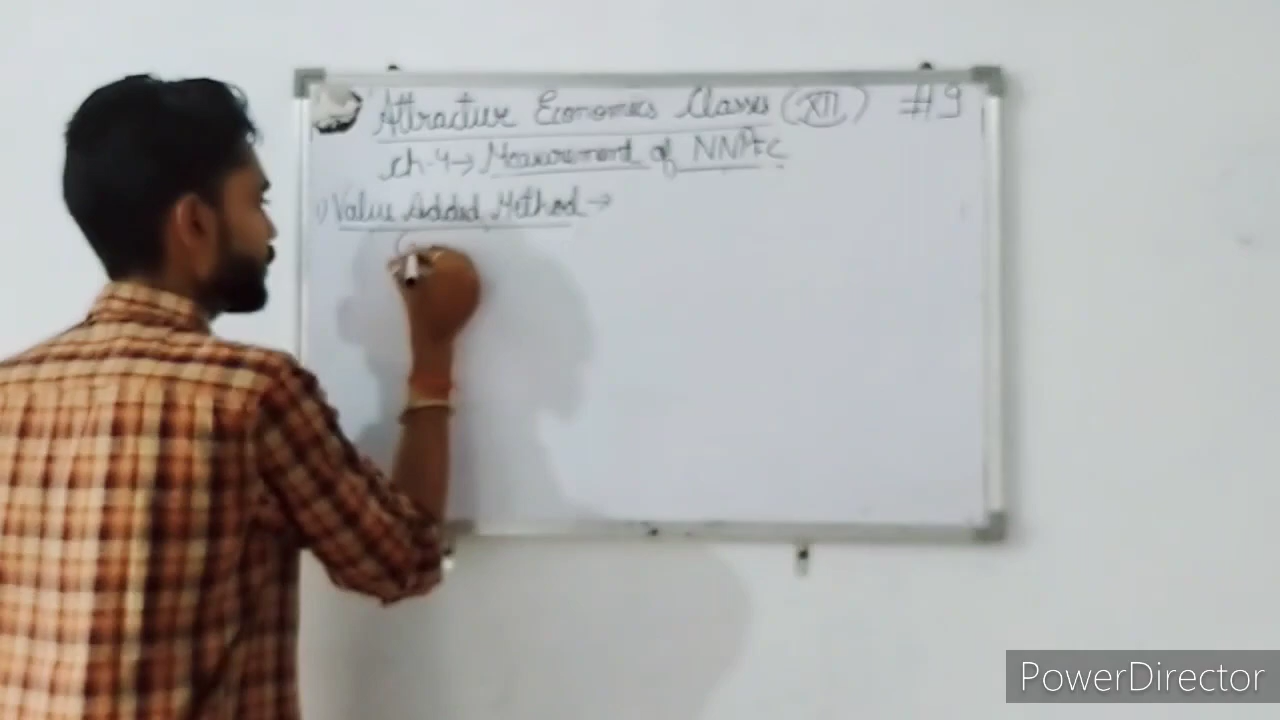 Attractive Economics Classes (XII) #9
ch-4→ Measurement of NNPFC
1) Value Added Method →
PowerDirector